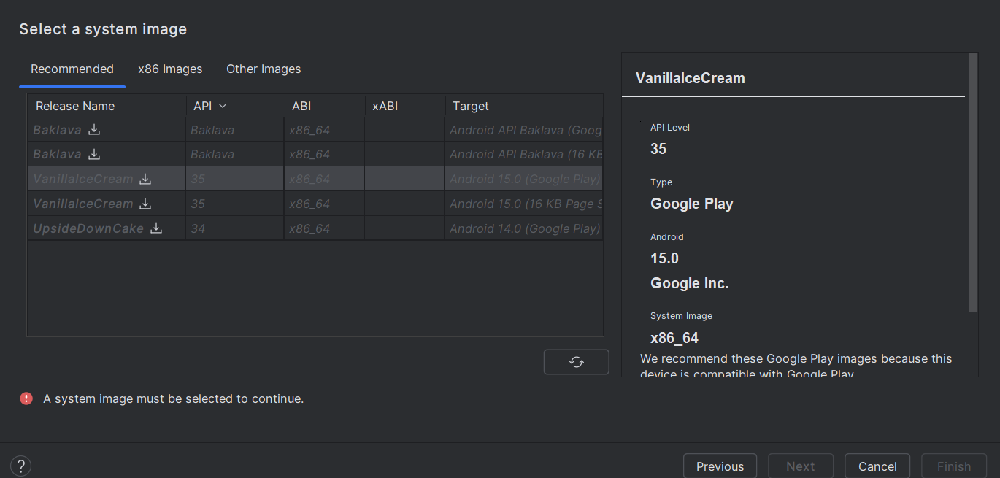 Select a system image
Recommended x86 Images Other Images
Release Name API ABI xABI Target
Baklava Baklava x86_64 Android API Baklava (Goog
Baklava Baklava x86_64 Android API Baklava (16 KB
VanillaIceCream 35 x86_64 Android 15.0 (Google Play)
VanillaIceCream 35 x86_64 Android 15.0 (16 KB Page S
UpsideDownCake 34 x86_64 Android 14.0 (Google Play)
VanillaIceCream
API Level
35
Type
Google Play
Android
15.0
Google Inc.
System Image
x86_64
We recommend these Google Play images because this
device is compatible with Google Play
A system image must be selected to continue.
? Previous Next Cancel Finish